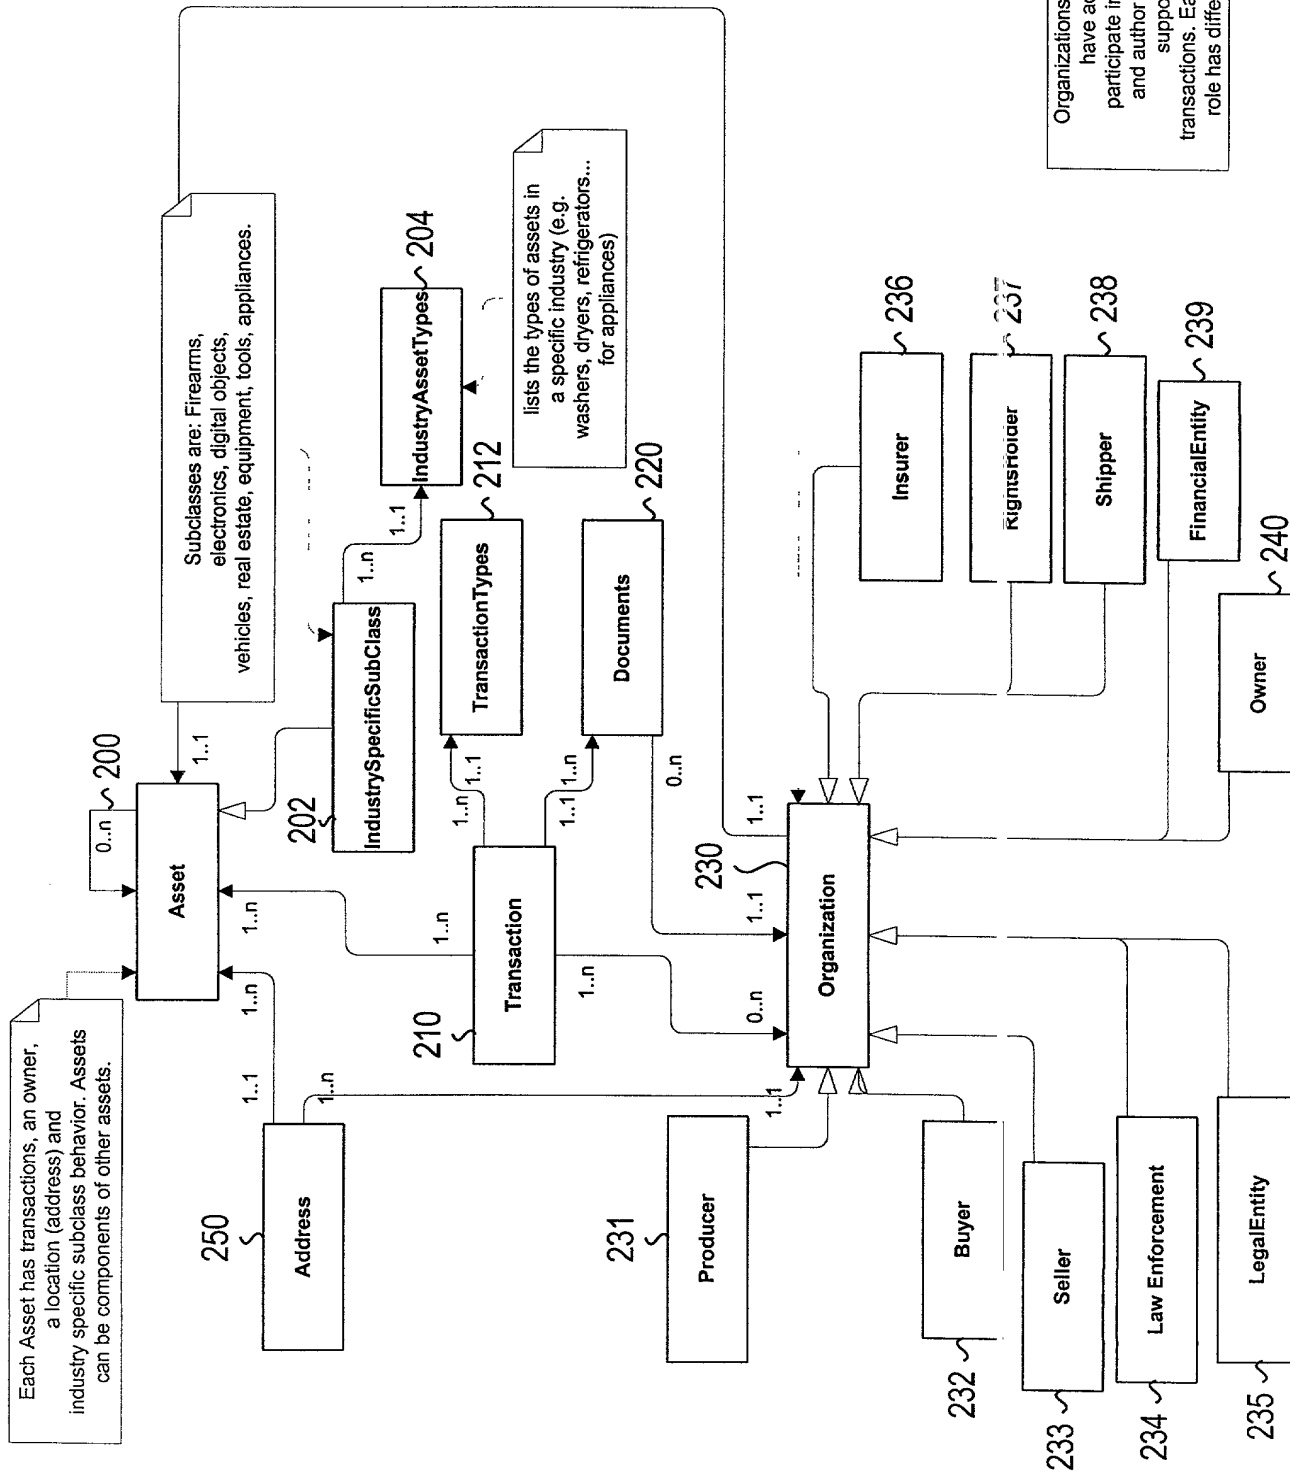 Each Asset has transactions, an owner,
a location (address) and
industry specific subclass behavior. Assets
can be components of other assets.
200
0..n
Asset
1..n
1..n
1..1
Subclasses are: Firearms,
electronics, digital objects,
vehicles, real estate, equipment, tools, appliances.
250
Address
1..1
1..n
202
IndustrySpecificSubClass
1..n
1..1
IndustryAssetTypes
204
lists the types of assets in
a specific industry (e.g.
washers, dryers, refrigerators...
for appliances)
210
Transaction
1..n
1..n
1..n
1..1
TransactionTypes
212
1..1
1..n
Documents
220
0..n
0..n
1..1
1..1
1..1
230
Organization
231
Producer
232
Buyer
233
Seller
234
Law Enforcement
235
LegalEntity
Insurer
236
RightsHolder
237
Shipper
238
FinancialEntity
239
Owner
240
Organizations
have
participate
and author
transactions.
role has